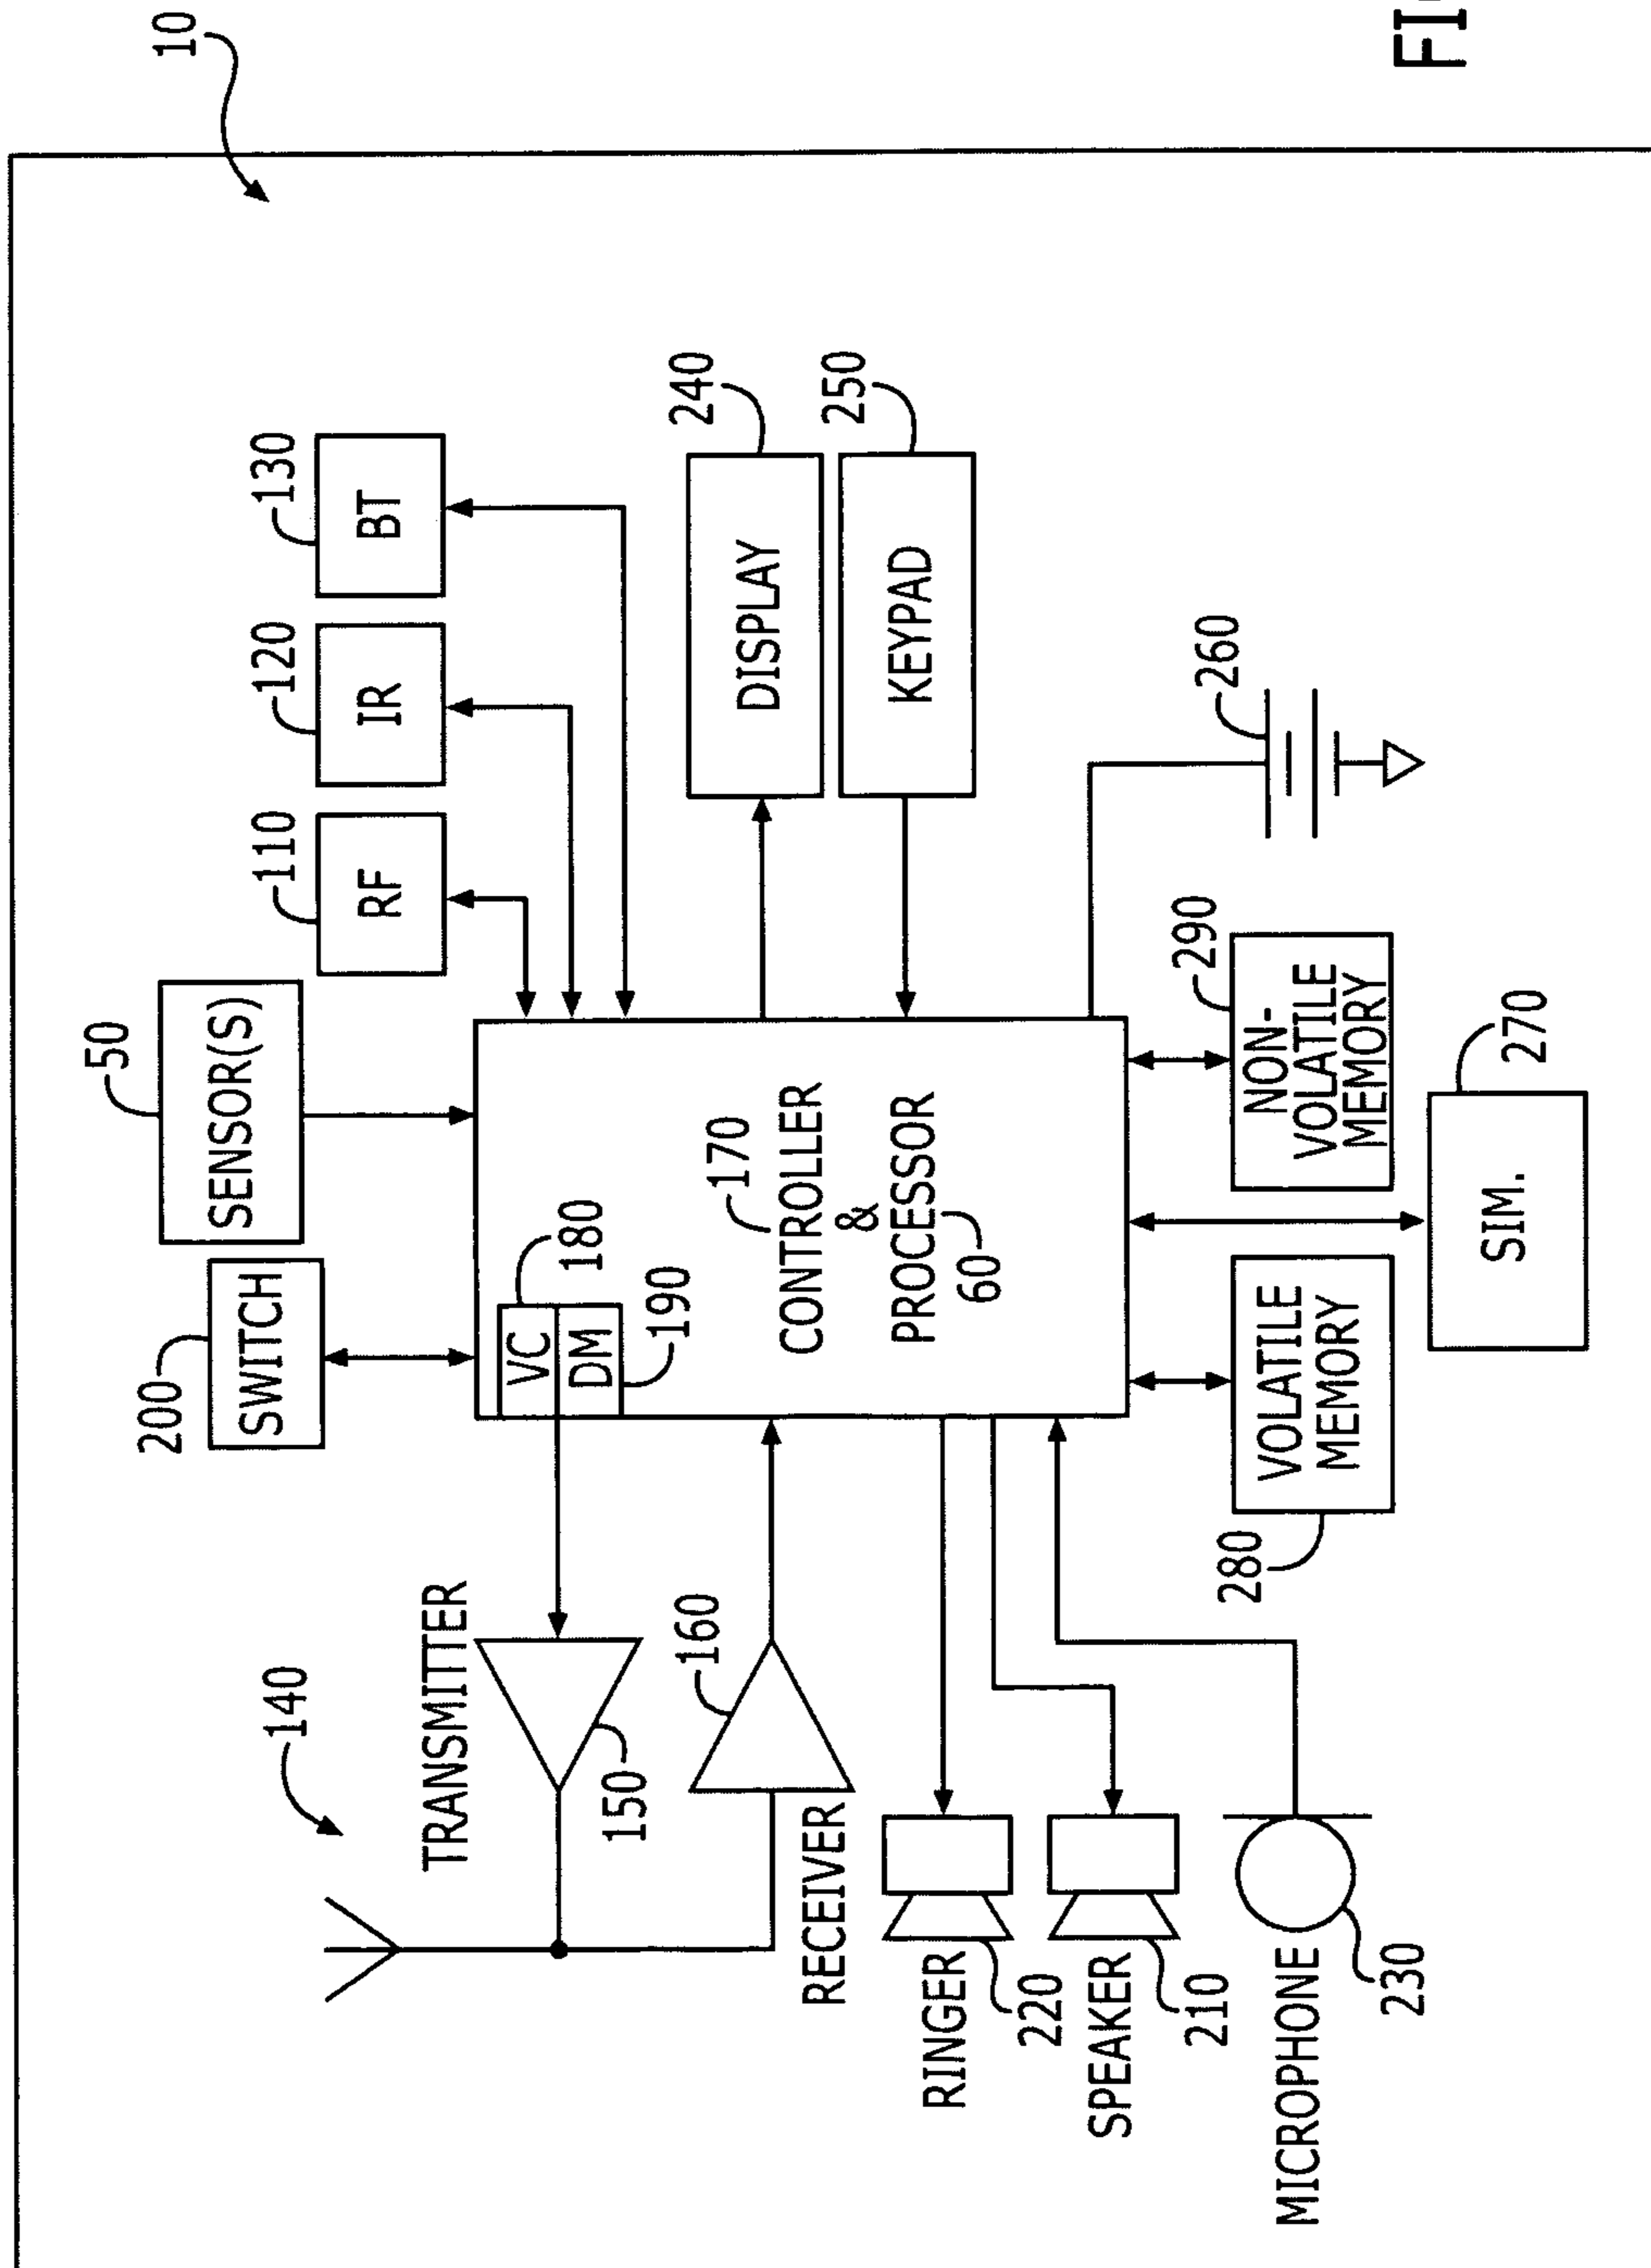 10
FI
140
TRANSMITTER
150
160
RECEIVER
RINGER
220
SPEAKER
210
MICROPHONE
230
200
SWITCH
50
SENSOR(S)
110
RF
120
IR
130
BT
VC
180
DM
190
170
CONTROLLER
&
PROCESSOR
60
240
DISPLAY
250
KEYPAD
260
280
VOLATILE
MEMORY
290
NON-
VOLATILE
MEMORY
SIM.
270